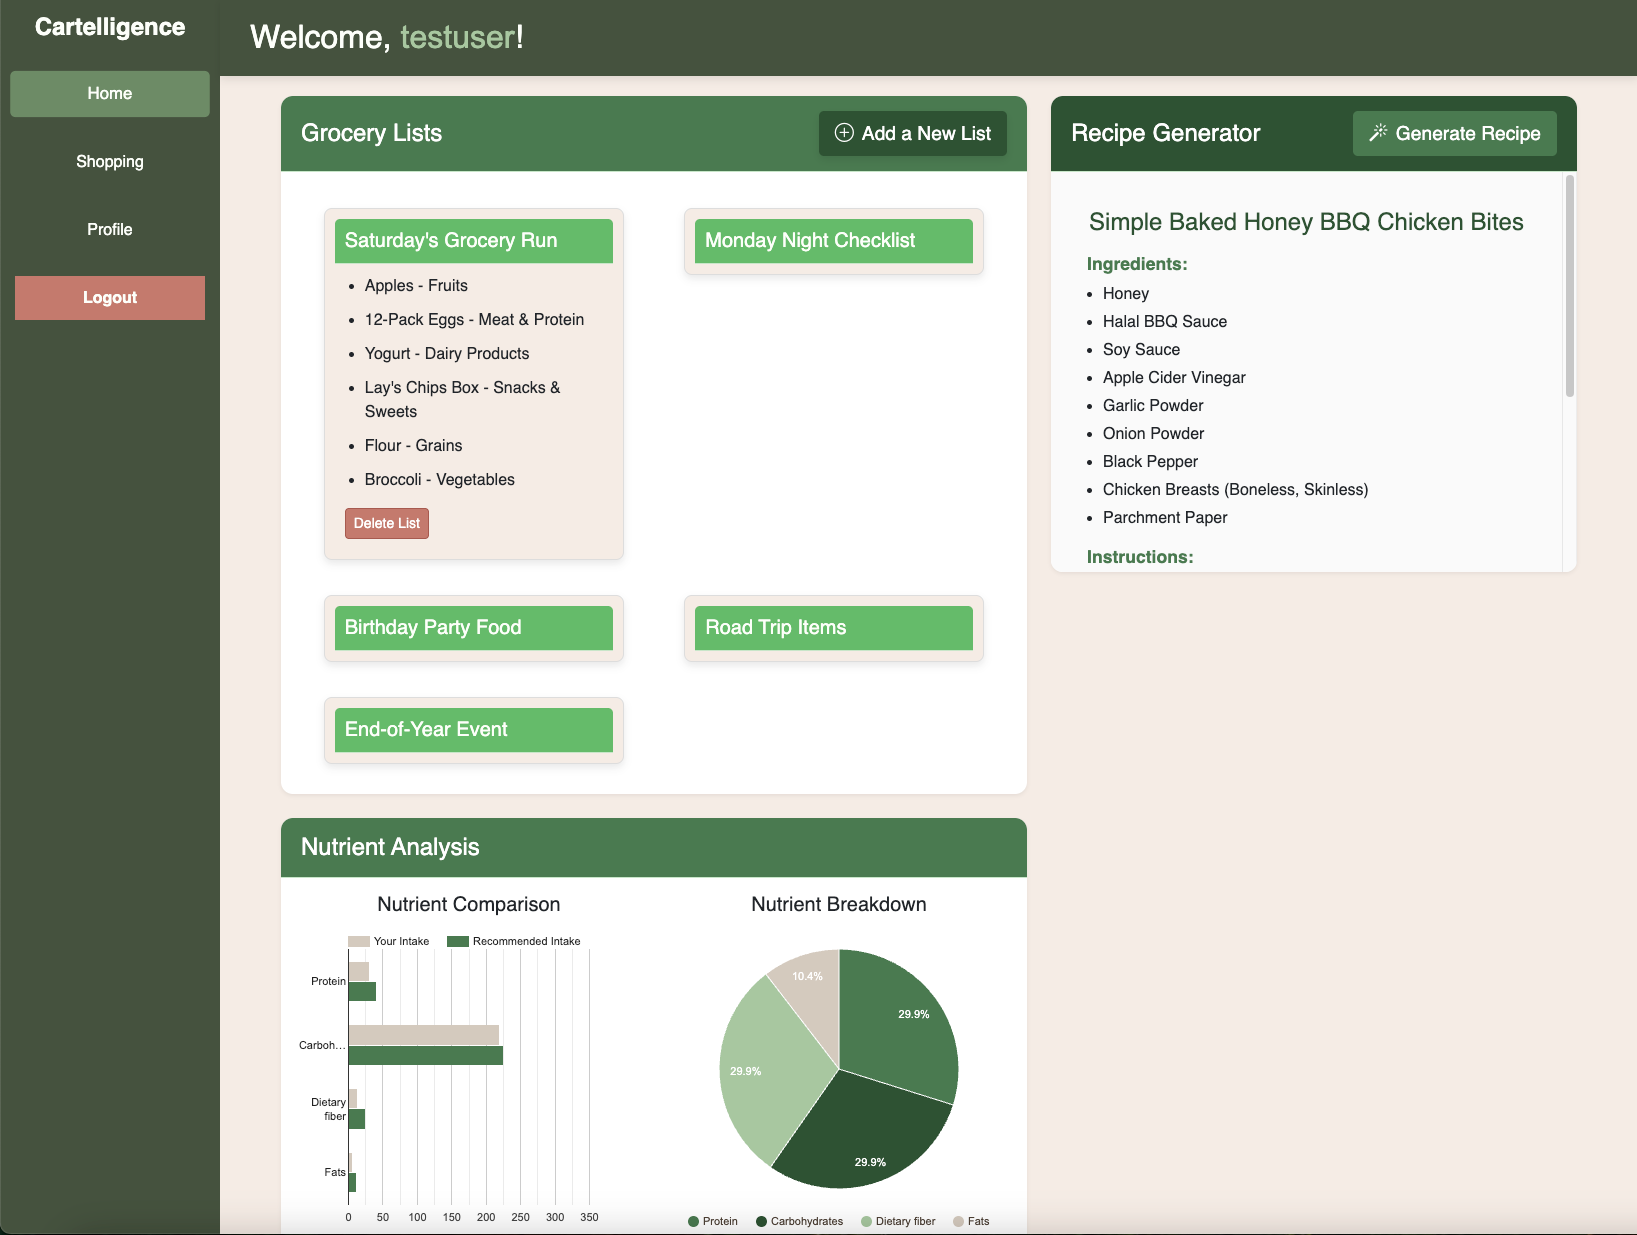 Cartelligence
Home
Shopping
Profile
Logout
Welcome, testuser!
Grocery Lists
Add a New List
Saturday's Grocery Run
Apples - Fruits
12-Pack Eggs - Meat & Protein
Yogurt - Dairy Products
Lay's Chips Box - Snacks &
Sweets
Flour - Grains
Broccoli - Vegetables
Delete List
Monday Night Checklist
Birthday Party Food
Road Trip Items
End-of-Year Event
Recipe Generator
Generate Recipe
Simple Baked Honey BBQ Chicken Bites
Ingredients:
Honey
Halal BBQ Sauce
Soy Sauce
Apple Cider Vinegar
Garlic Powder
Onion Powder
Black Pepper
Chicken Breasts (Boneless, Skinless)
Parchment Paper
Instructions:
Nutrient Analysis
Nutrient Comparison
Your Intake
Recommended Intake
Protein
Carboh...
Dietary
fiber
Fats
0 50 100 150 200 250 300 350
Nutrient Breakdown
10.4%
29.9%
29.9%
29.9%
Protein
Carbohydrates
Dietary fiber
Fats